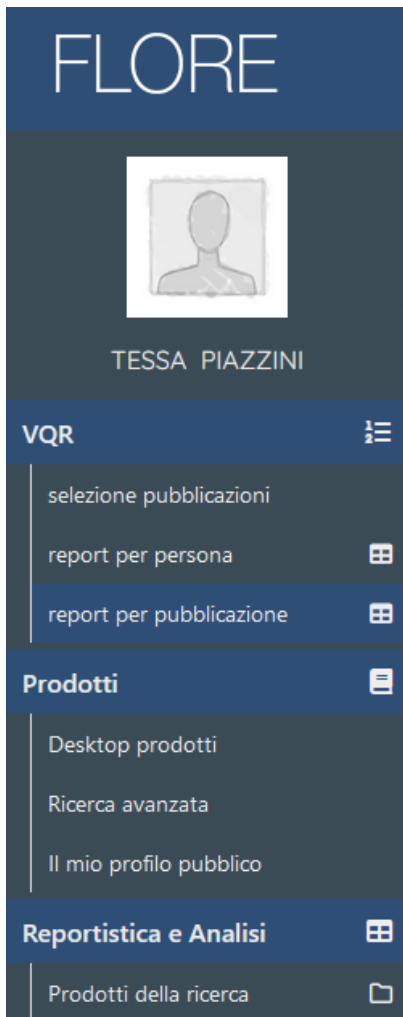 FLORE
TESSA PIAZZINI
VQR
selezione pubblicazioni
report per persona
report per pubblicazione
Prodotti
Desktop prodotti
Ricerca avanzata
Il mio profilo pubblico
Reportistica e Analisi
Prodotti della ricerca